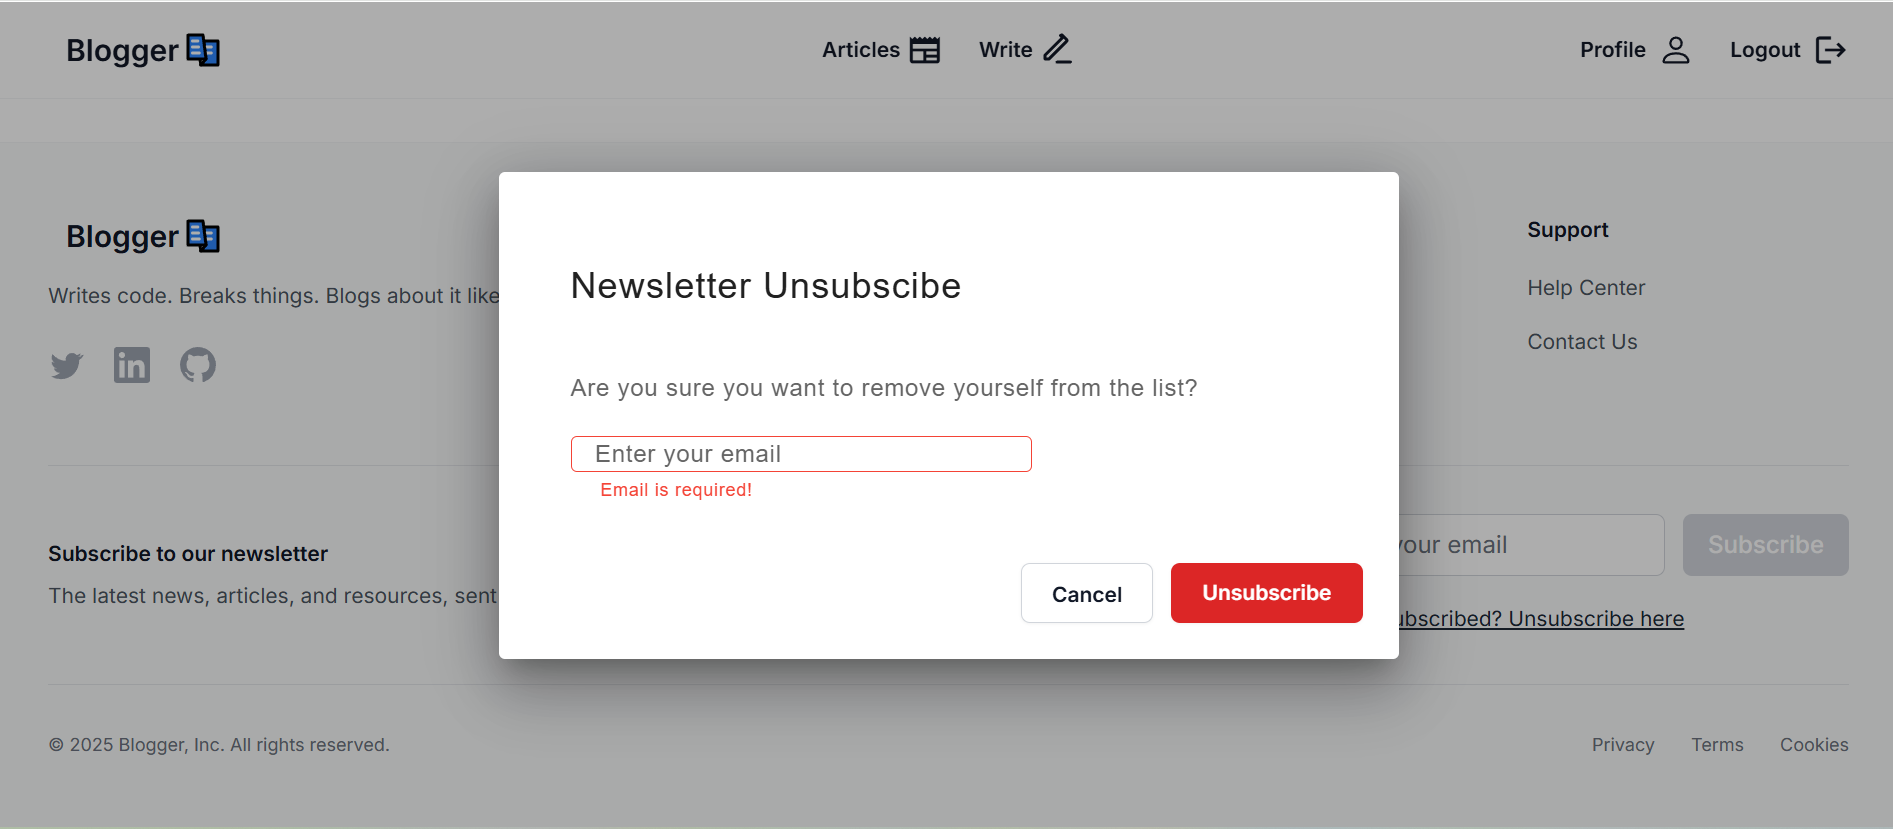 Blogger
Articles
Write
Profile
Logout
Blogger
Writes code. Breaks things. Blogs about it like
Support
Help Center
Contact Us
Newsletter Unsubscibe
Are you sure you want to remove yourself from the list?
Enter your email
Email is required!
Cancel
Unsubscribe
Subscribe to our newsletter
The latest news, articles, and resources, sent
your email
Subscribe
Unsubscribe here
© 2025 Blogger, Inc. All rights reserved.
Privacy
Terms
Cookies